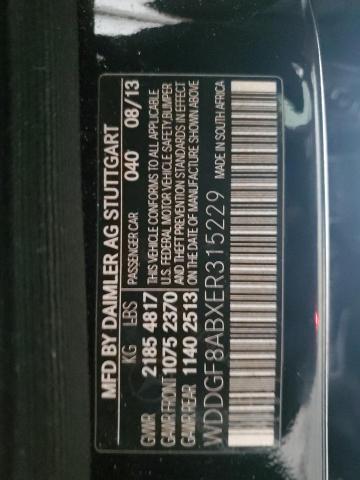 MFD BY DAIMLER AG STUTTGART
PASSENGER CAR 040 08/13
KG LBS
GVWR 2185 4817
GAWR FRONT 1075 2370
GAWR REAR 1140 2513
THIS VEHICLE CONFORMS TO ALL APPLICABLE
U.S. FEDERAL MOTOR VEHICLE SAFETY, BUMPER
AND THEFT PREVENTION STANDARDS IN EFFECT
ON THE DATE OF MANUFACTURE SHOWN ABOVE
WDDGF8ABXER315229
MADE IN SOUTH AFRICA